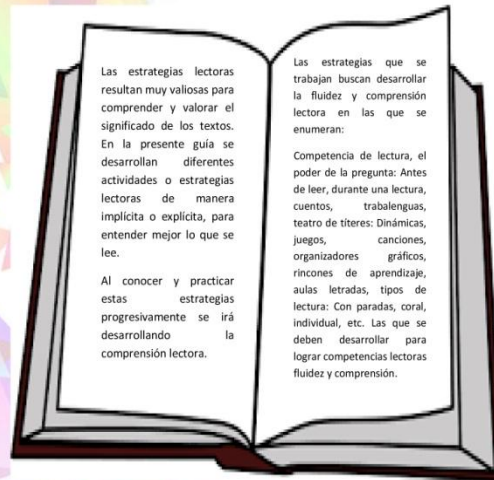 Las estrategias lectoras
resultan muy valiosas para
comprender y valorar el
significado de los textos.
En la presente guía se
desarrollan diferentes
actividades o estrategias
lectoras de manera
implícita o explícita, para
entender mejor lo que se
lee.
Al conocer y practicar
estas estrategias
progresivamente se irá
desarrollando la
comprensión lectora.
Las estrategias que se
trabajan buscan desarrollar
la fluidez y comprensión
lectora en las que se
enumeran:
Competencia de lectura, el
poder de la pregunta: Antes
de leer, durante una lectura,
cuentos, trabalenguas,
teatro de títeres: Dinámicas,
juegos, canciones,
organizadores gráficos,
rincones de aprendizaje,
aulas letradas, tipos de
lectura: Con paradas, coral,
individual, etc. Las que se
deben desarrollar para
lograr competencias lectoras
fluidez y comprensión.